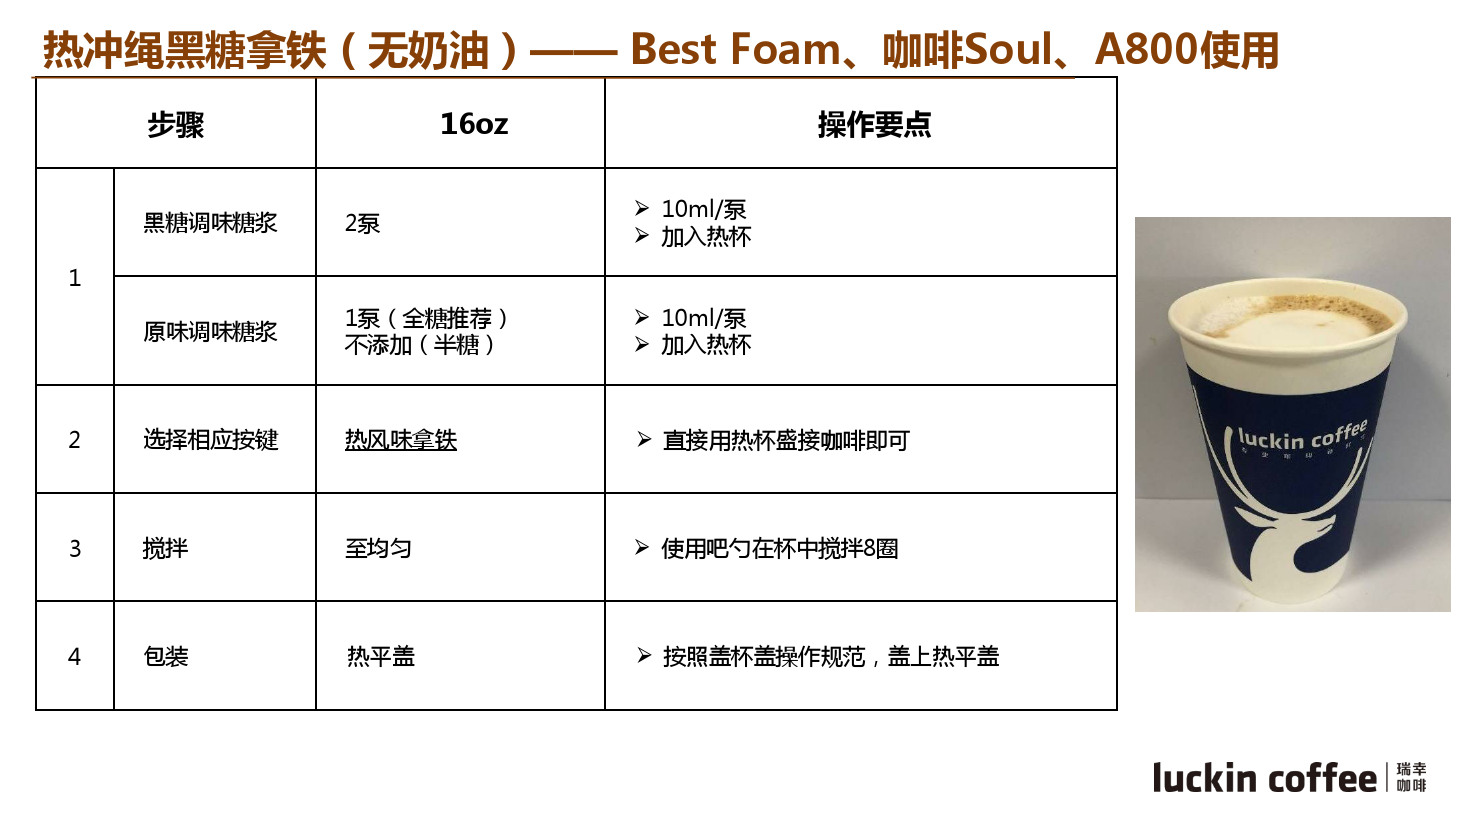 热冲绳黑糖拿铁（无奶油）—— Best Foam、咖啡Soul、A800使用
步骤
16oz
操作要点
1
黑糖调味糖浆
2泵
➢ 10ml/泵
➢ 加入热杯
原味调味糖浆
1泵（全糖推荐）
不添加（半糖）
➢ 10ml/泵
➢ 加入热杯
2
选择相应按键
热风味拿铁
➢ 直接用热杯盛接咖啡即可
3
搅拌
至均匀
➢ 使用吧勺在杯中搅拌8圈
4
包装
热平盖
➢ 按照盖杯盖操作规范，盖上热平盖
luckin coffee
luckin coffee
瑞幸
咖啡